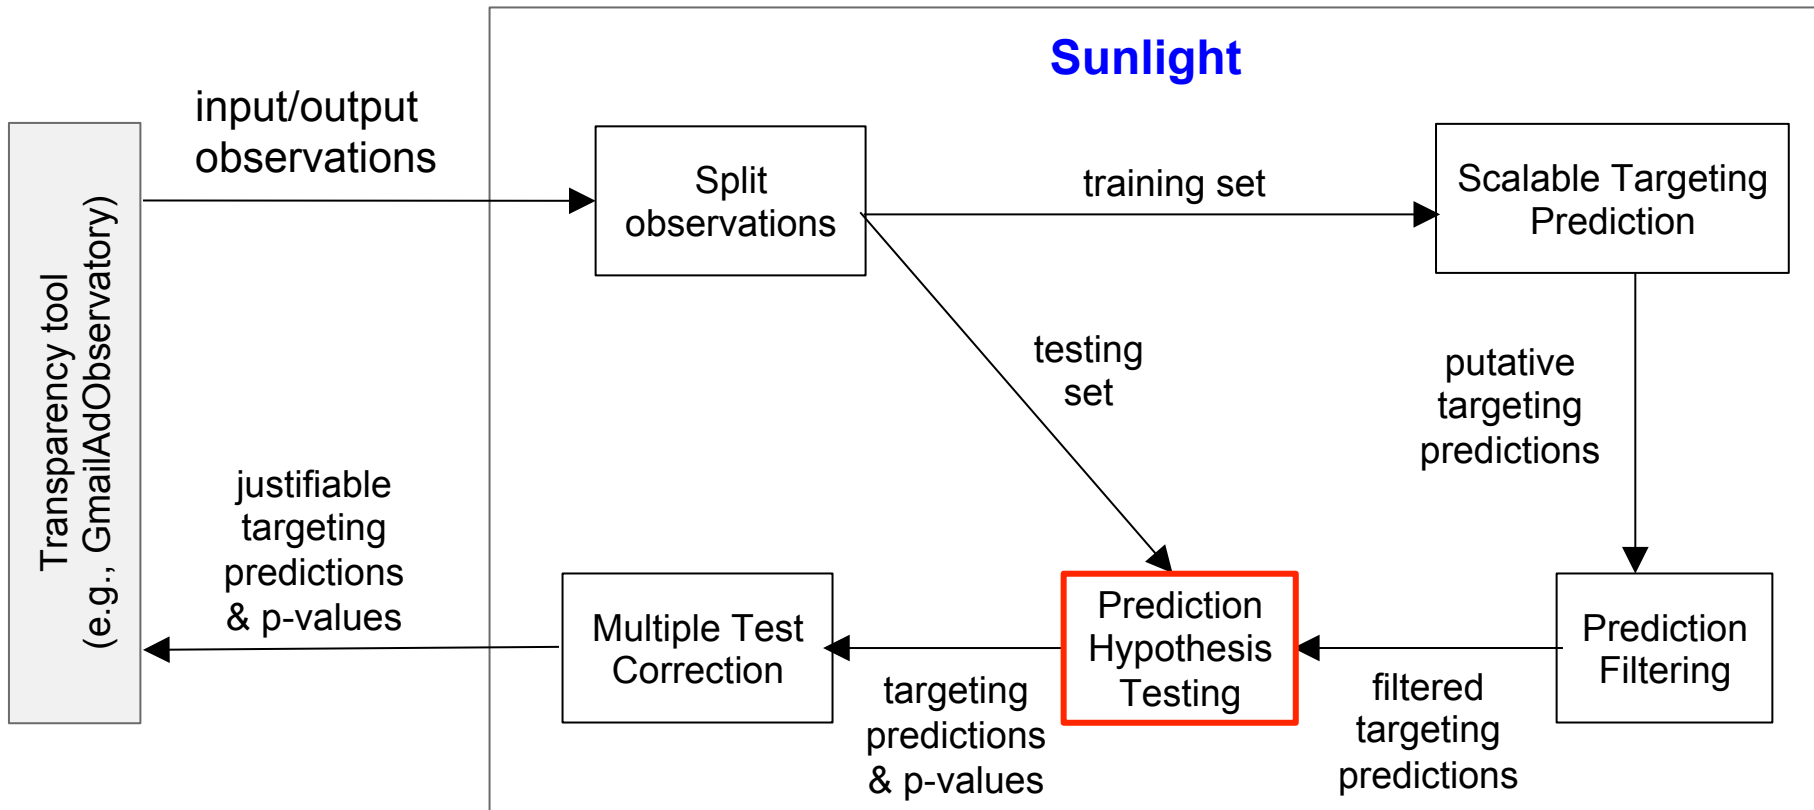 Sunlight
input/output
observations
Transparency tool
(e.g., GmailAdObservatory)
Split
observations
training set
Scalable Targeting
Prediction
testing
set
putative
targeting
predictions
justifiable
targeting
predictions
& p-values
Multiple Test
Correction
targeting
predictions
& p-values
Prediction
Hypothesis
Testing
filtered
targeting
predictions
Prediction
Filtering